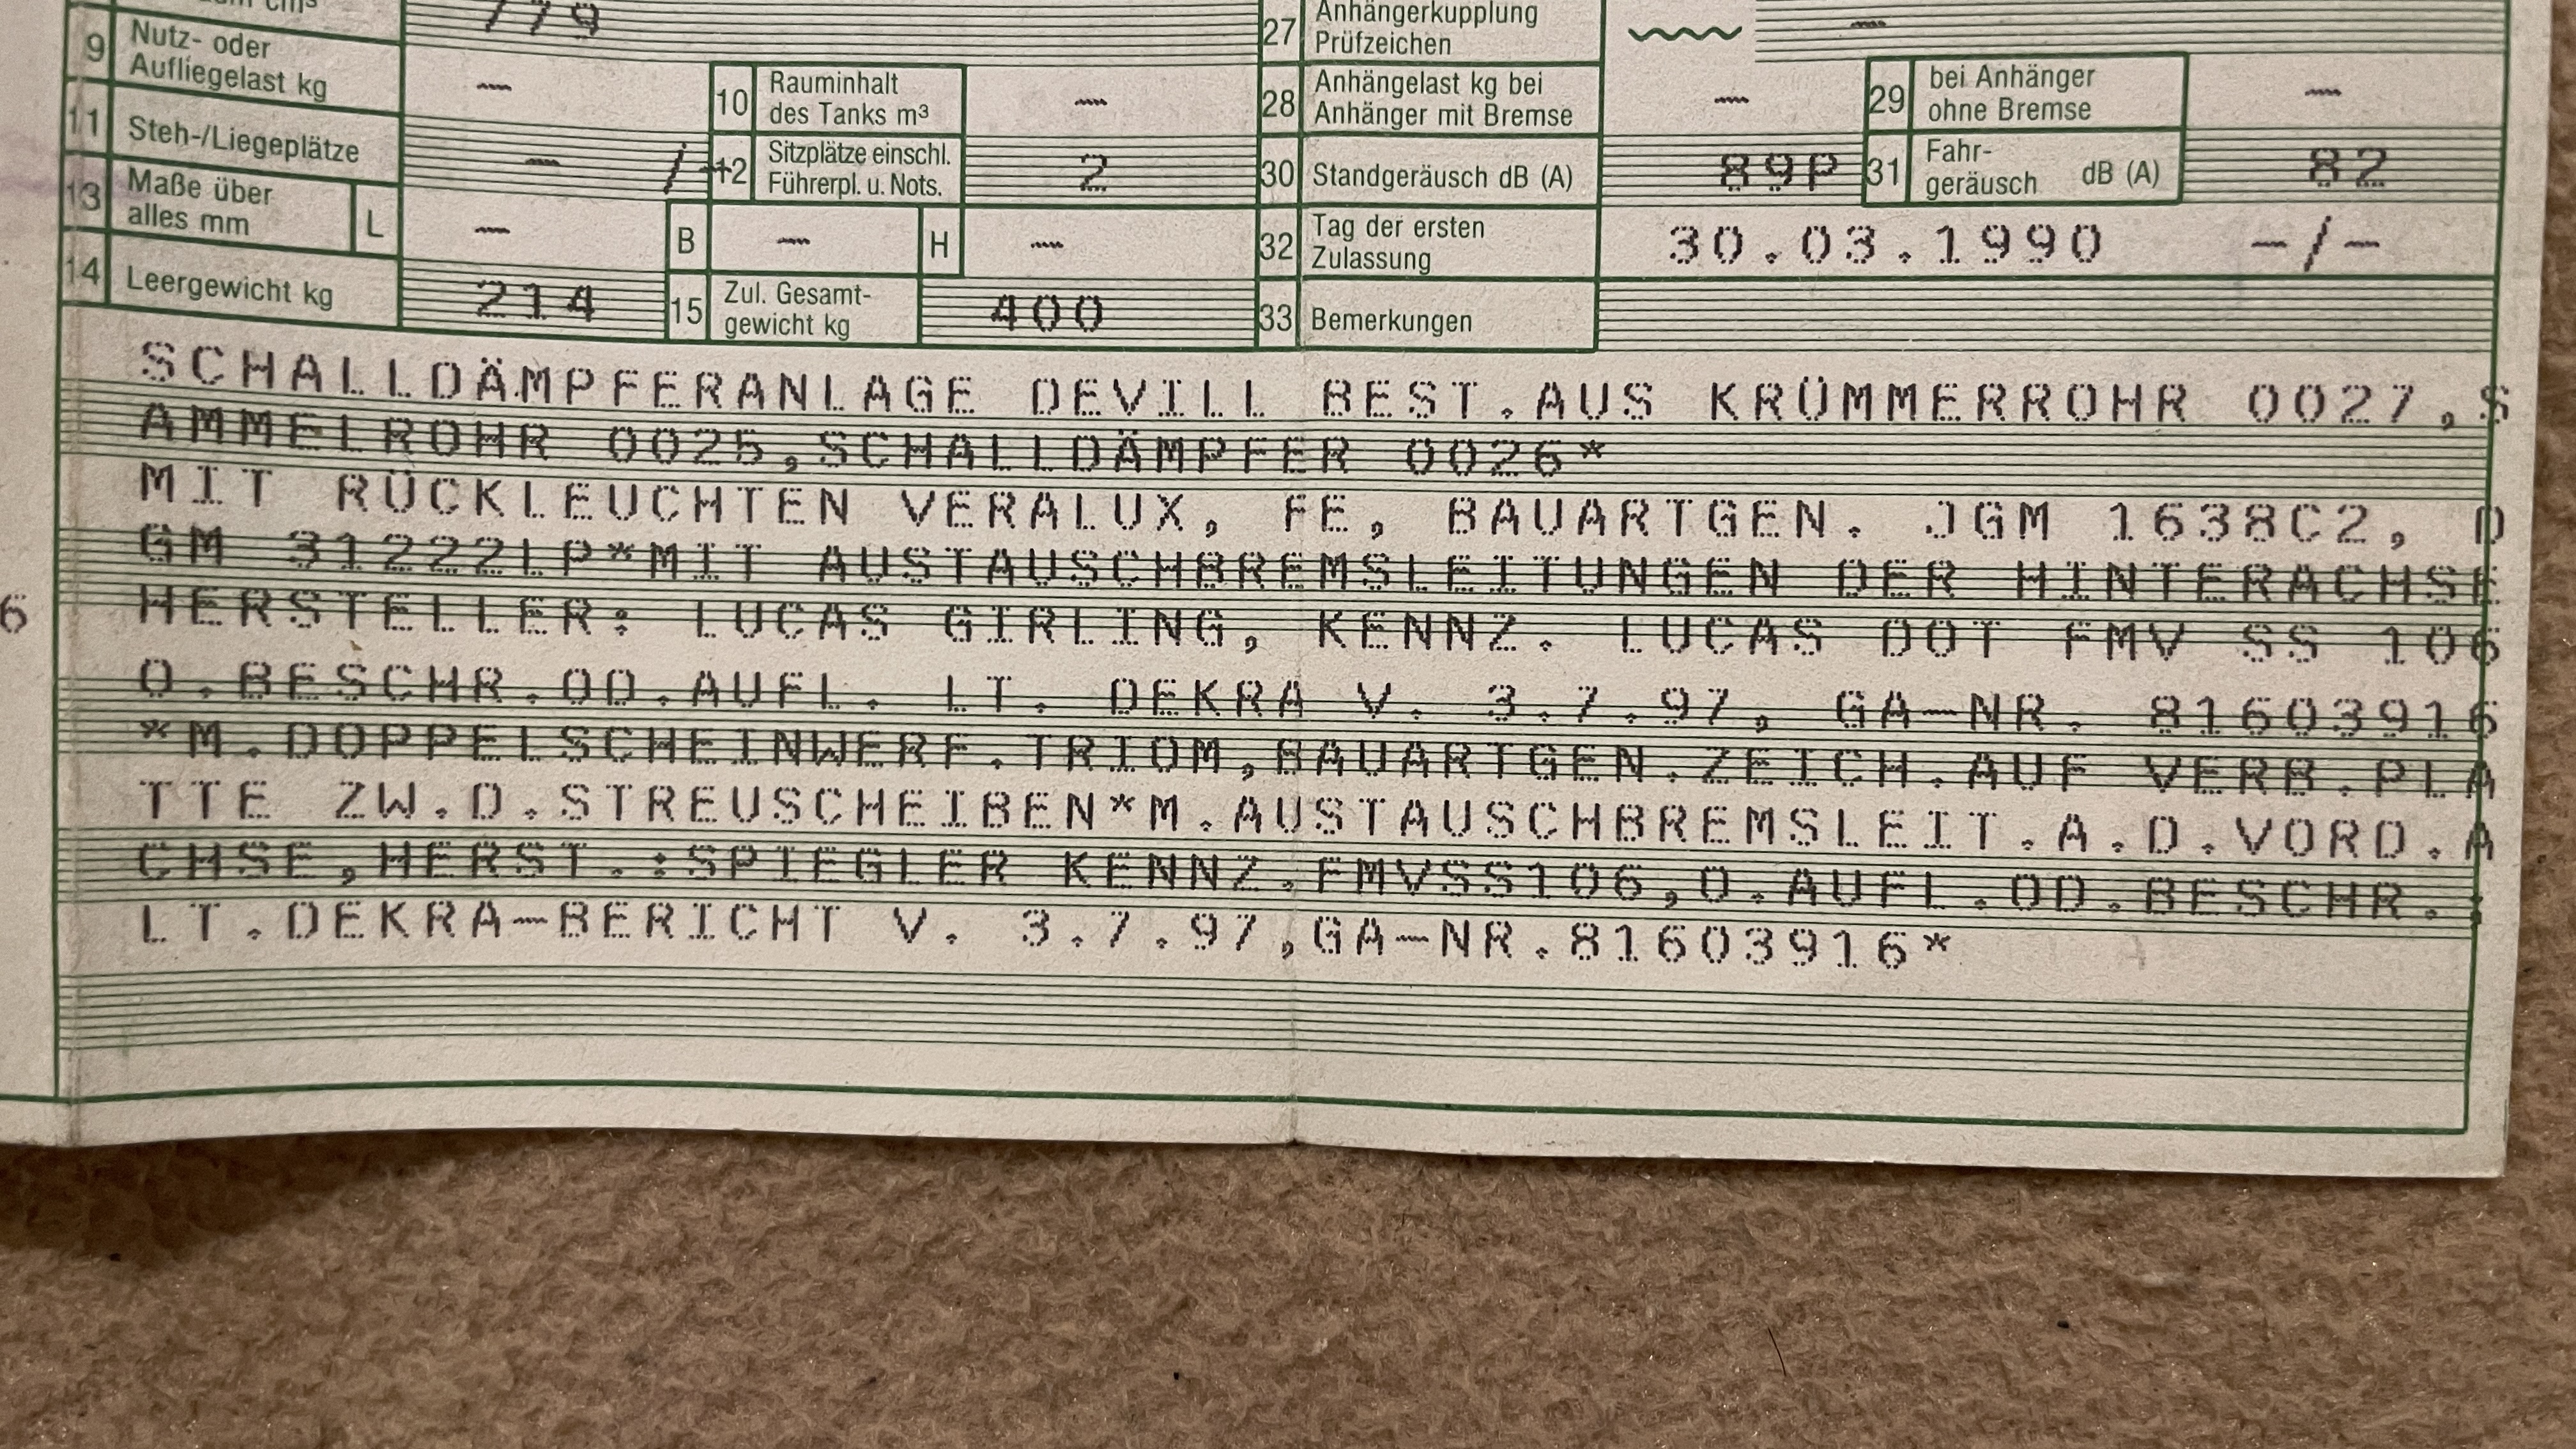 779
9 Nutz- oder Aufliegelast kg —
10 Rauminhalt des Tanks m³ —
11 Steh-/Liegeplätze — /
12 Sitzplätze einschl. Führerpl. u. Nots. 2
13 Maße über alles mm L — B — H —
14 Leergewicht kg 214
15 Zul. Gesamt-gewicht kg 400
27 Anhängerkupplung Prüfzeichen —
28 Anhängelast kg bei Anhänger mit Bremse —
29 bei Anhänger ohne Bremse —
30 Standgeräusch dB (A) 89P
31 Fahr-geräusch dB (A) 82
32 Tag der ersten Zulassung 30.03.1990 -/-
33 Bemerkungen
SCHALLDÄMPFERANLAGE DEVILL BEST.AUS KRÜMMERROHR 0027,S
AMMELROHR 0025,SCHALLDÄMPFER 0026*
MIT RÜCKLEUCHTEN VERALUX, FE, BAUARTGEN. JGM 1638C2, D
GM 31222LP*MIT AUSTAUSCHBREMSLEITUNGEN DER HINTERACHSE
6
HERSTELLER: LUCAS GIRLING, KENNZ. LUCAS DOT FMV SS 106
O.BESCHR.OD.AUFL. LT. DEKRA V. 3.7.97, GA-NR. 81603916
*M.DOPPELSCHEINWERF.TRIOM,BAUARTGEN.ZEICH.AUF VERB.PLA
TTE ZW.D.STREUSCHEIBEN*M.AUSTAUSCHBREMSLEIT.A.D.VORD.A
CHSE,HERST.:SPIEGLER KENNZ.FMVSS106,O.AUFL.OD.BESCHR.:
LT.DEKRA-BERICHT V. 3.7.97,GA-NR.81603916*